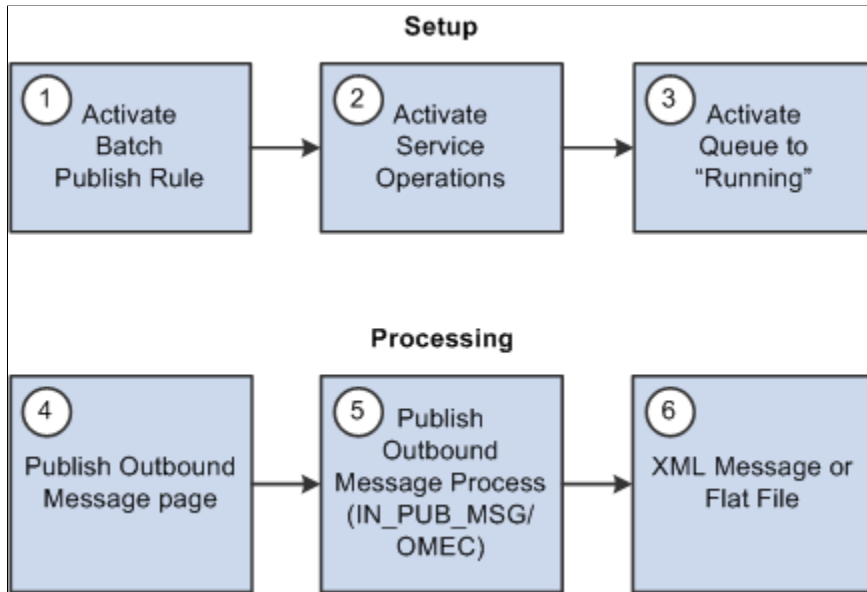 Setup
1
Activate
Batch
Publish Rule
2
Activate
Service
Operations
3
Activate
Queue to
“Running”
Processing
4
Publish Outbound
Message page
5
Publish
Outbound
Message Process
(IN_PUB_MSG/
OMEC)
6
XML Message or
Flat File